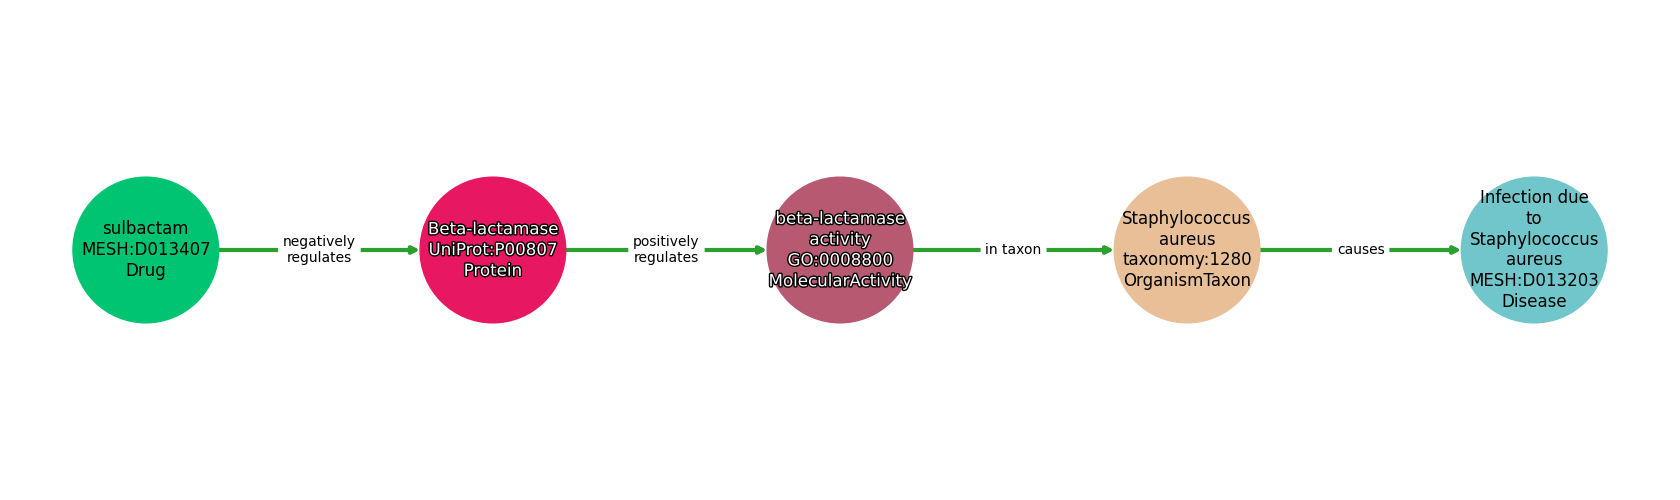 sulbactam
MESH:D013407
Drug
negatively
regulates
Beta-lactamase
UniProt:P00807
Protein
positively
regulates
beta-lactamase
activity
GO:0008800
MolecularActivity
in taxon
Staphylococcus
aureus
taxonomy:1280
OrganismTaxon
causes
Infection due
to
Staphylococcus
aureus
MESH:D013203
Disease